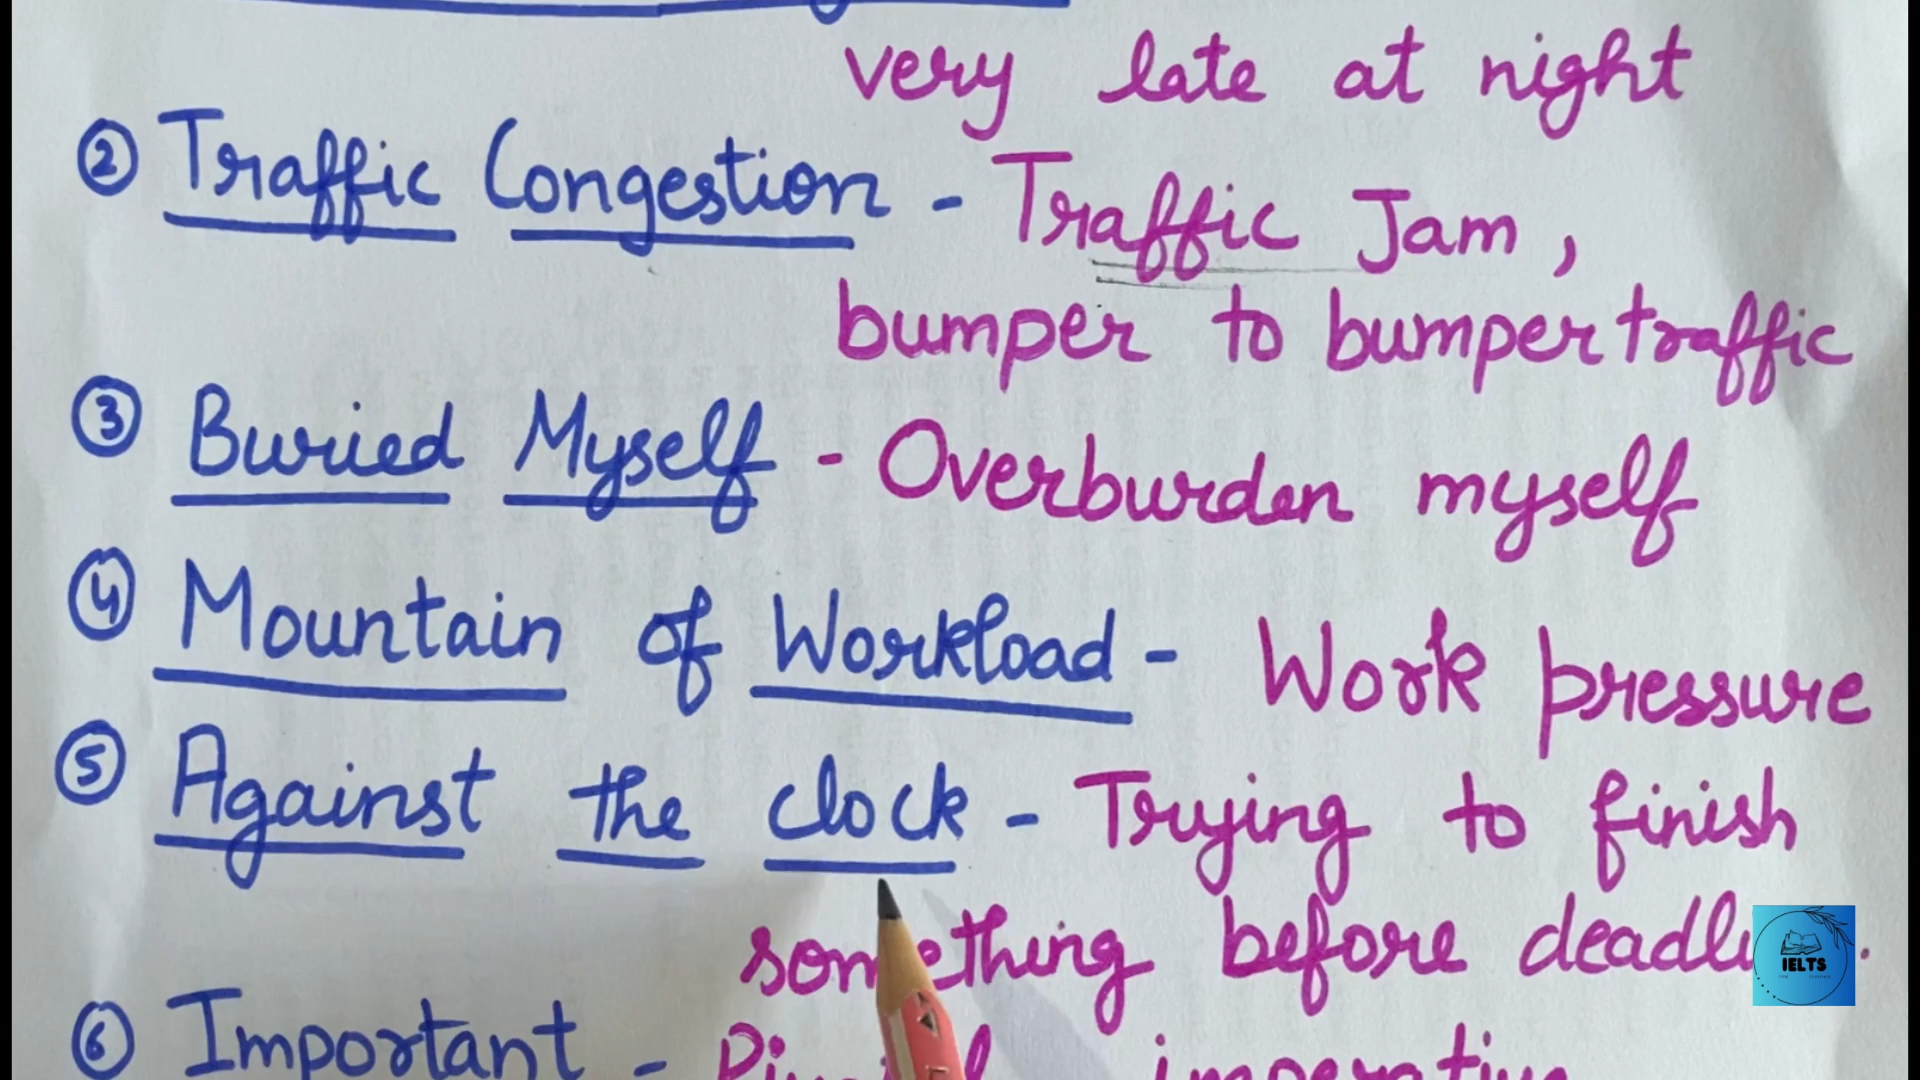 very late at night
② Traffic Congestion - Traffic Jam,
bumper to bumper traffic
③ Buried Myself - Overburden myself
④ Mountain of Workload - Work pressure
⑤ Against the clock - Trying to finish
something before
⑥ Important -
IELTS